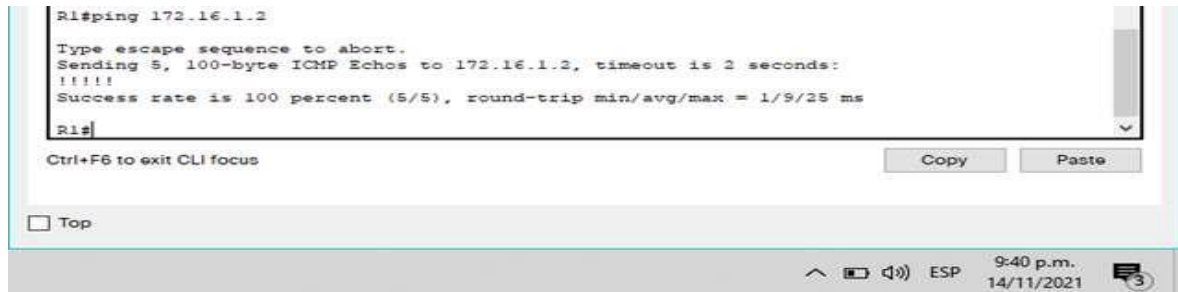 R1#ping 172.16.1.2
Type escape sequence to abort.
Sending 5, 100-byte ICMP Echos to 172.16.1.2, timeout is 2 seconds:
!!!!!
Success rate is 100 percent (5/5), round-trip min/avg/max = 1/9/25 ms
R1#
Ctrl+F6 to exit CLI focus
Copy
Paste
Top
ESP
9:40 p.m.
14/11/2021
3